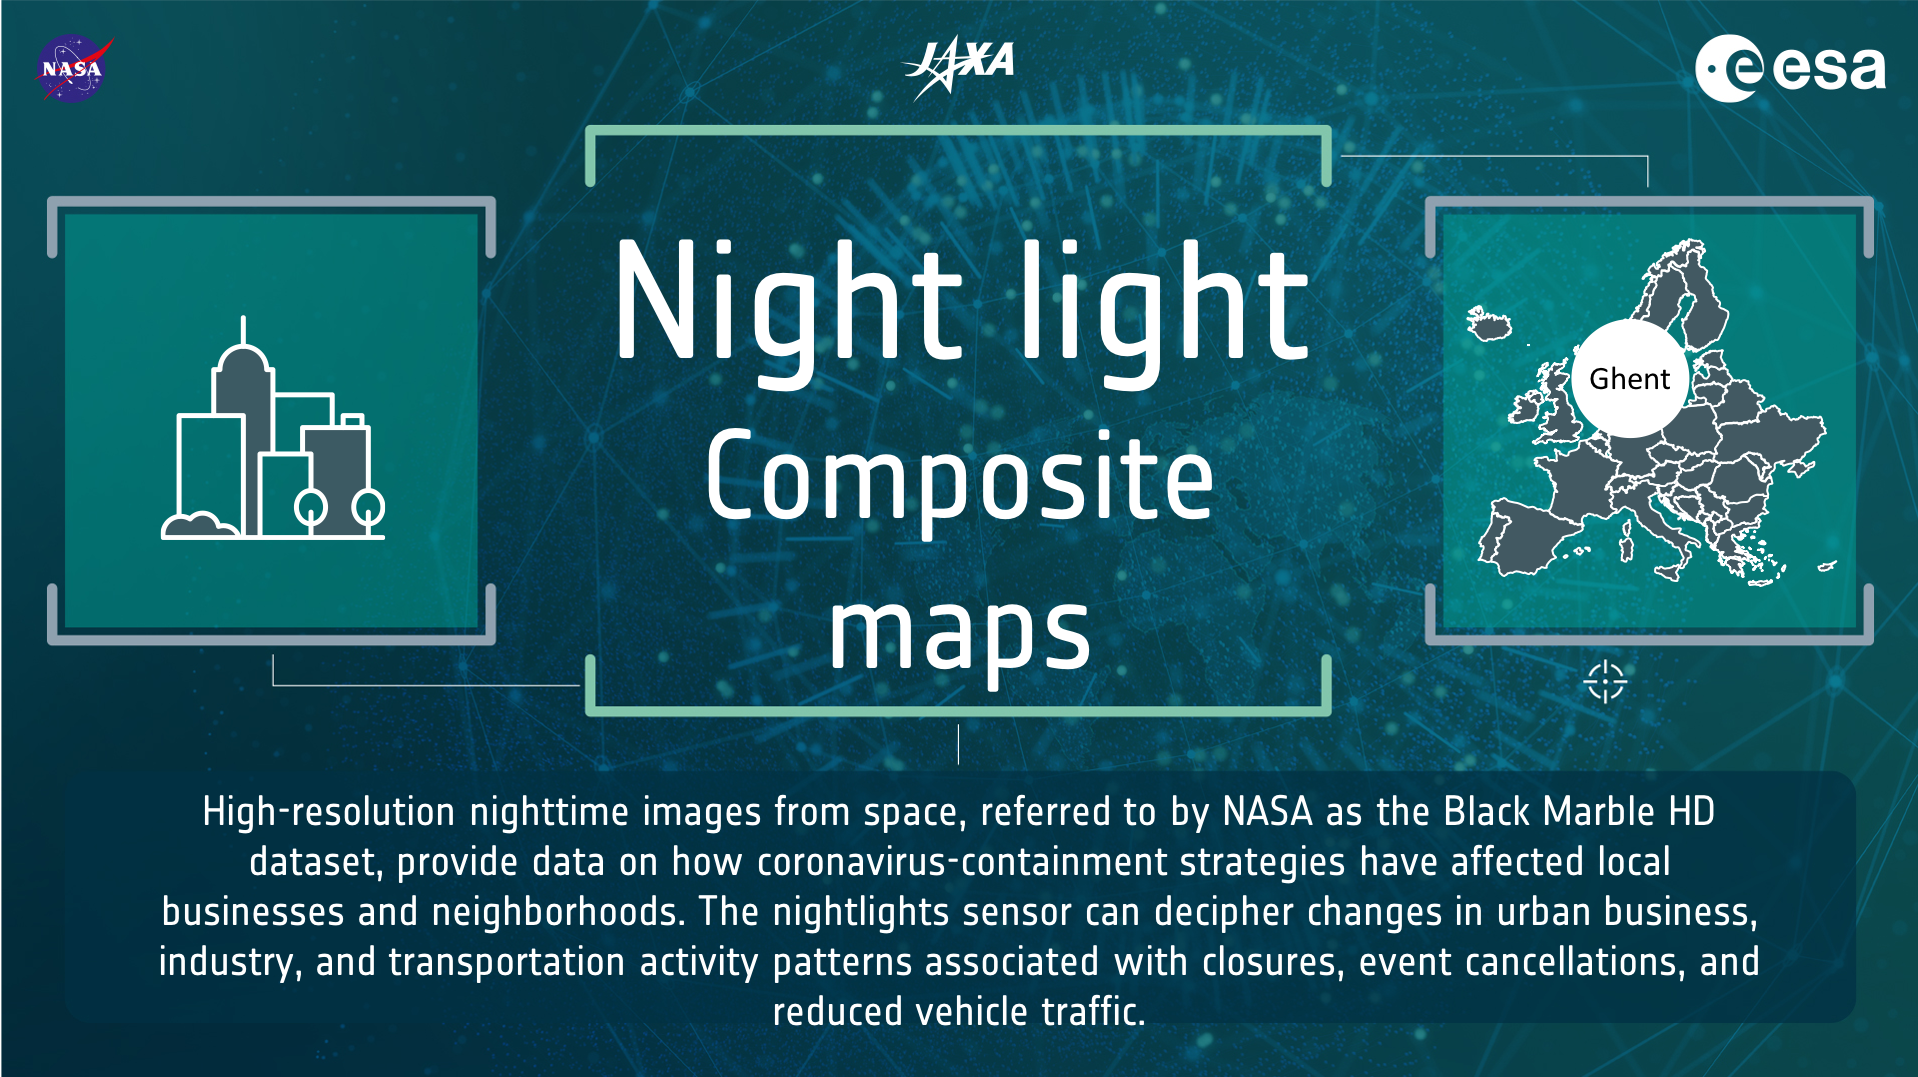 NASA
JAXA
esa
Night light
Composite
maps
Ghent
High-resolution nighttime images from space, referred to by NASA as the Black Marble HD
dataset, provide data on how coronavirus-containment strategies have affected local
businesses and neighborhoods. The nightlights sensor can decipher changes in urban business,
industry, and transportation activity patterns associated with closures, event cancellations, and
reduced vehicle traffic.